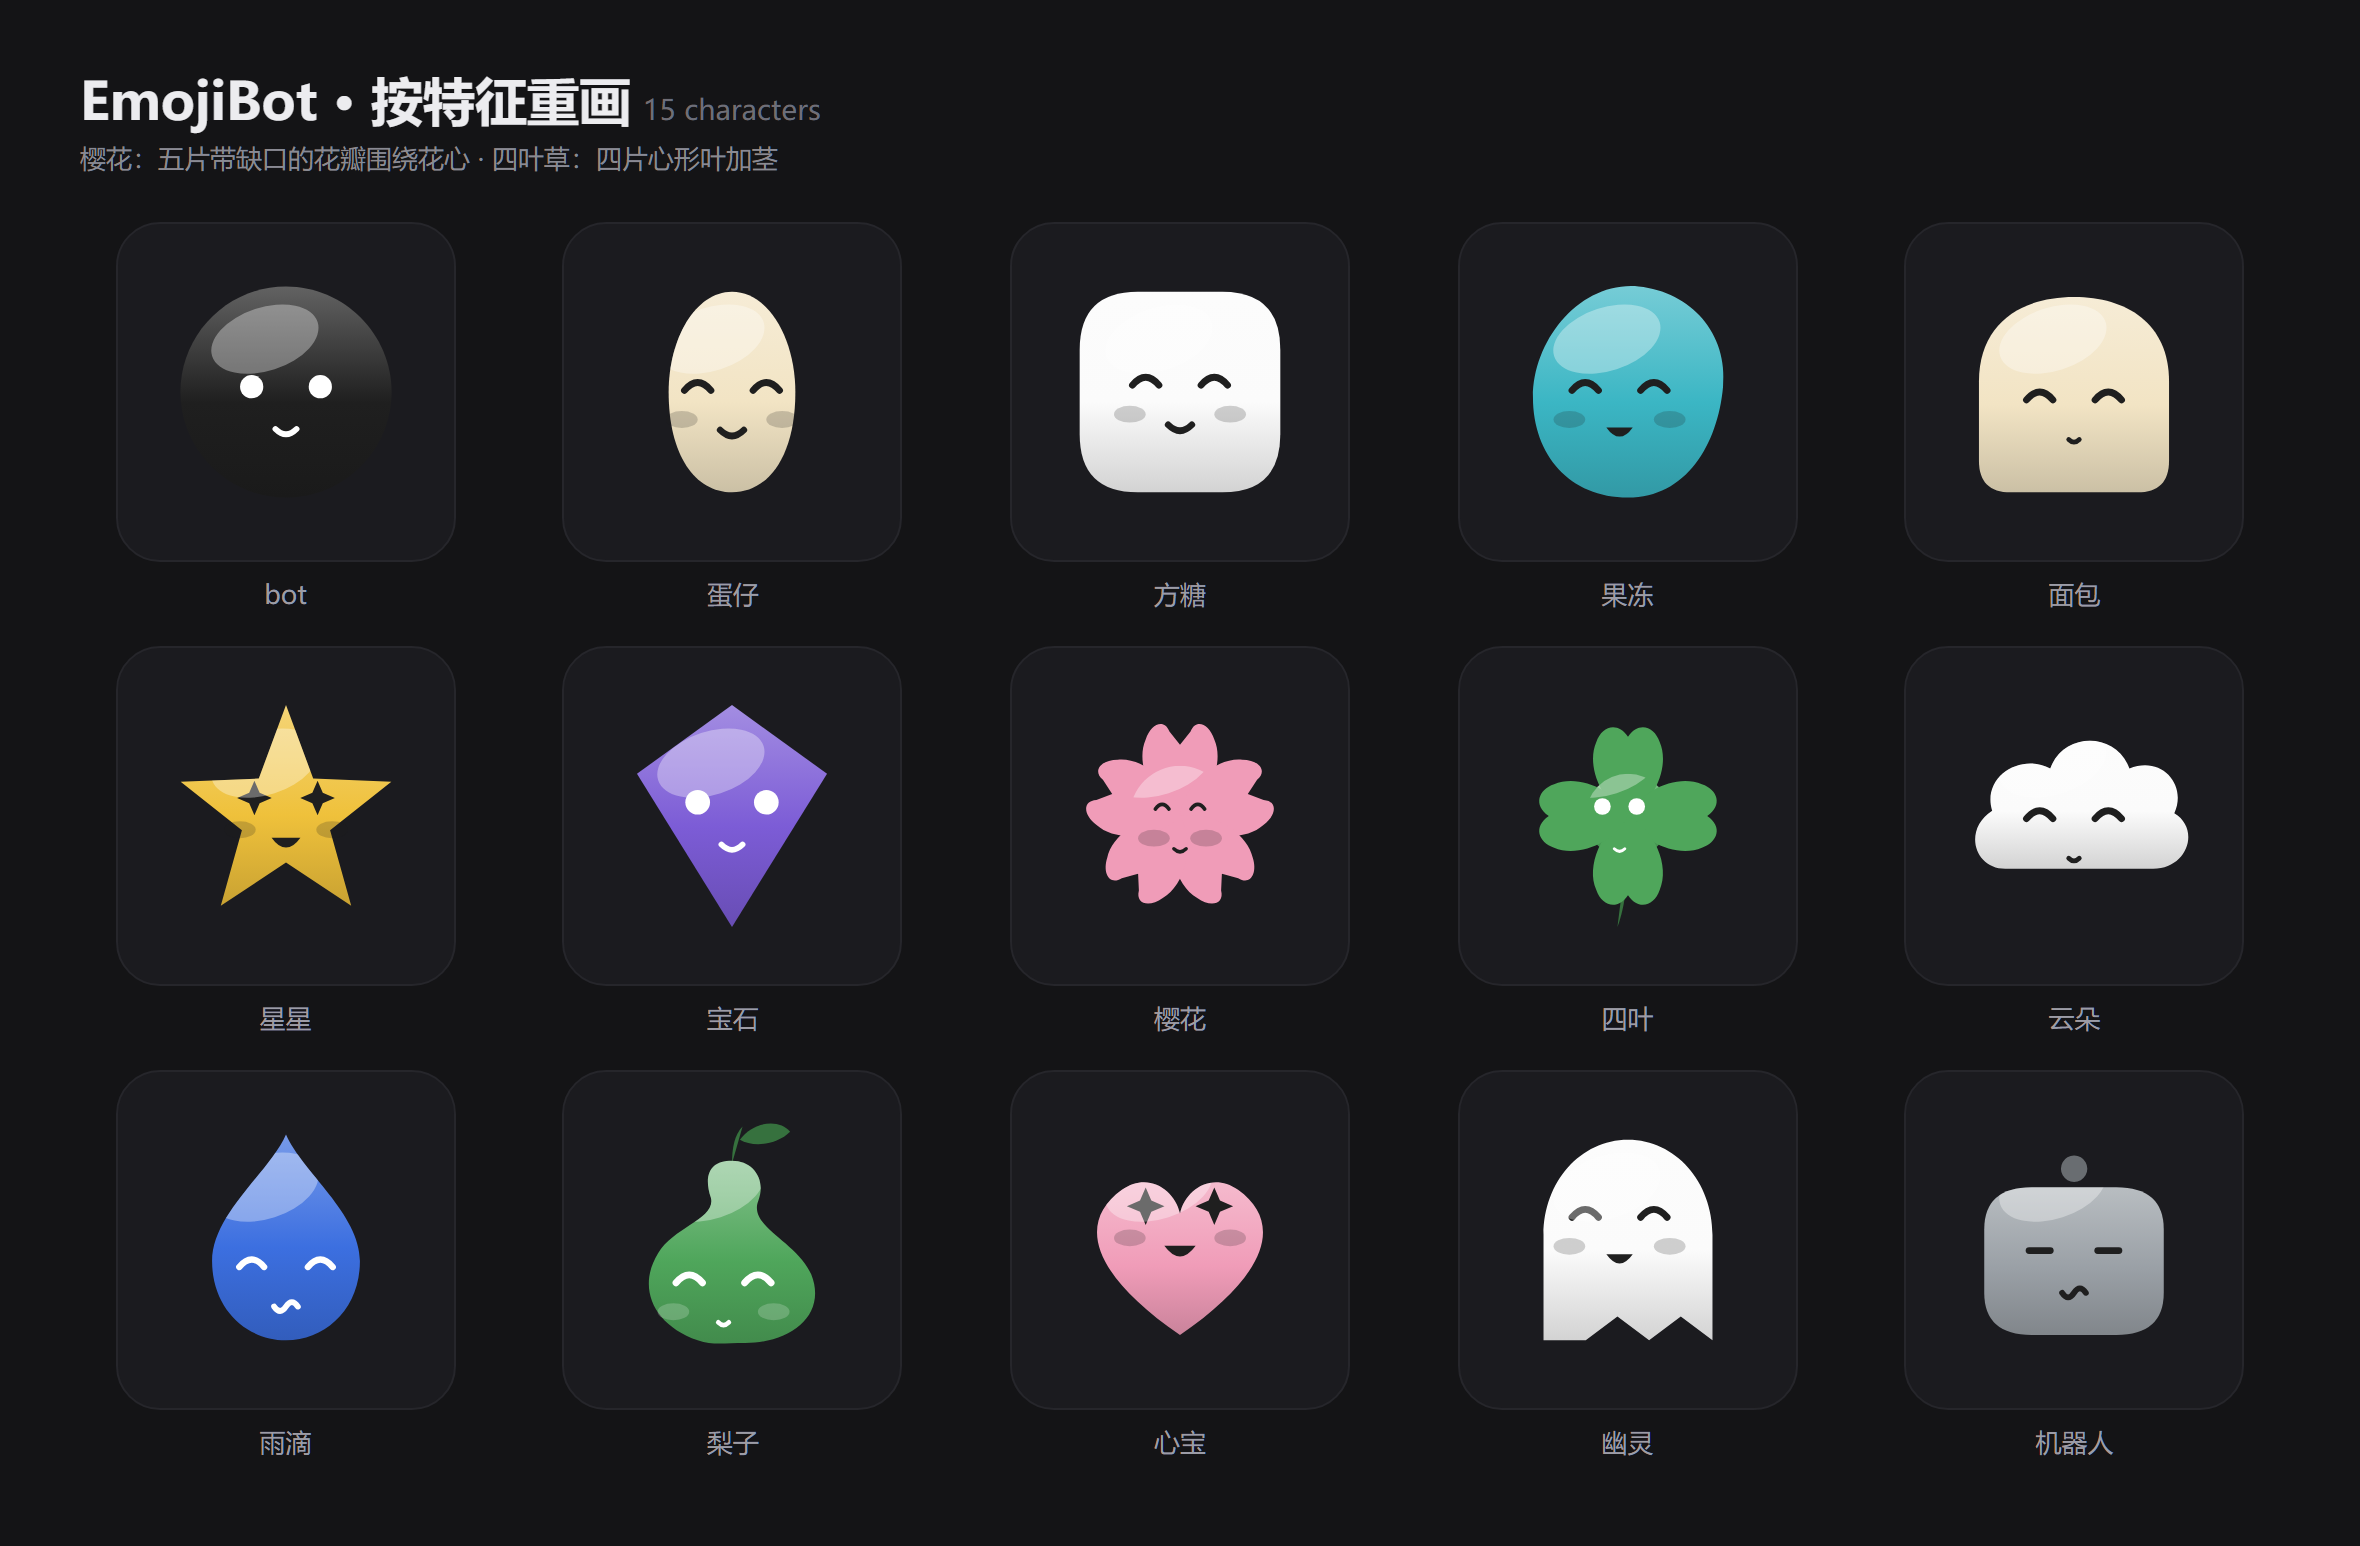 EmojiBot • 按特征重画 15 characters
樱花：五片带缺口的花瓣围绕花心 · 四叶草：四片心形叶加茎
bot
蛋仔
方糖
果冻
面包
星星
宝石
樱花
四叶
云朵
雨滴
梨子
心宝
幽灵
机器人